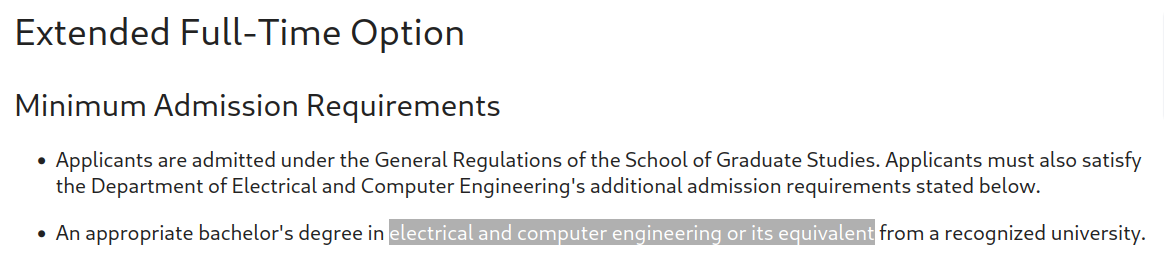 Extended Full-Time Option
Minimum Admission Requirements
• Applicants are admitted under the General Regulations of the School of Graduate Studies. Applicants must also satisfy
the Department of Electrical and Computer Engineering's additional admission requirements stated below.
• An appropriate bachelor's degree in electrical and computer engineering or its equivalent from a recognized university.